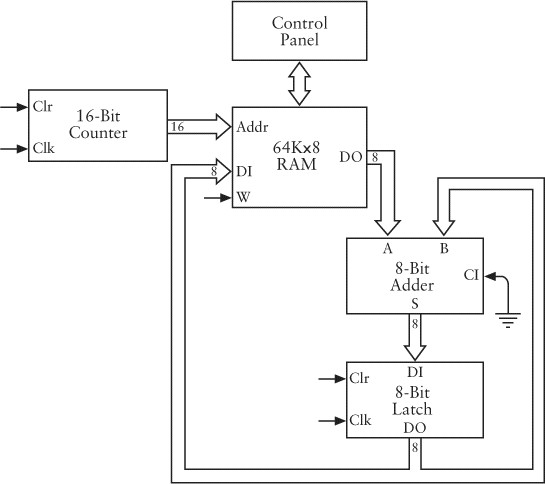 Control
Panel
Clr
16-Bit
Counter
Clk
16
Addr
64Kx8
RAM
DO
8
8
DI
W
A
B
8-Bit
Adder
CI
S
8
DI
Clr
8-Bit
Latch
Clk
DO
8